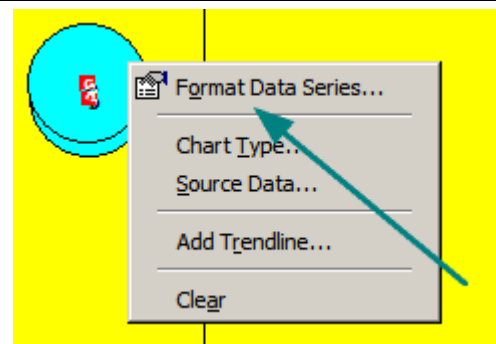 Format Data Series...
Chart Type...
Source Data...
Add Trendline...
Clear